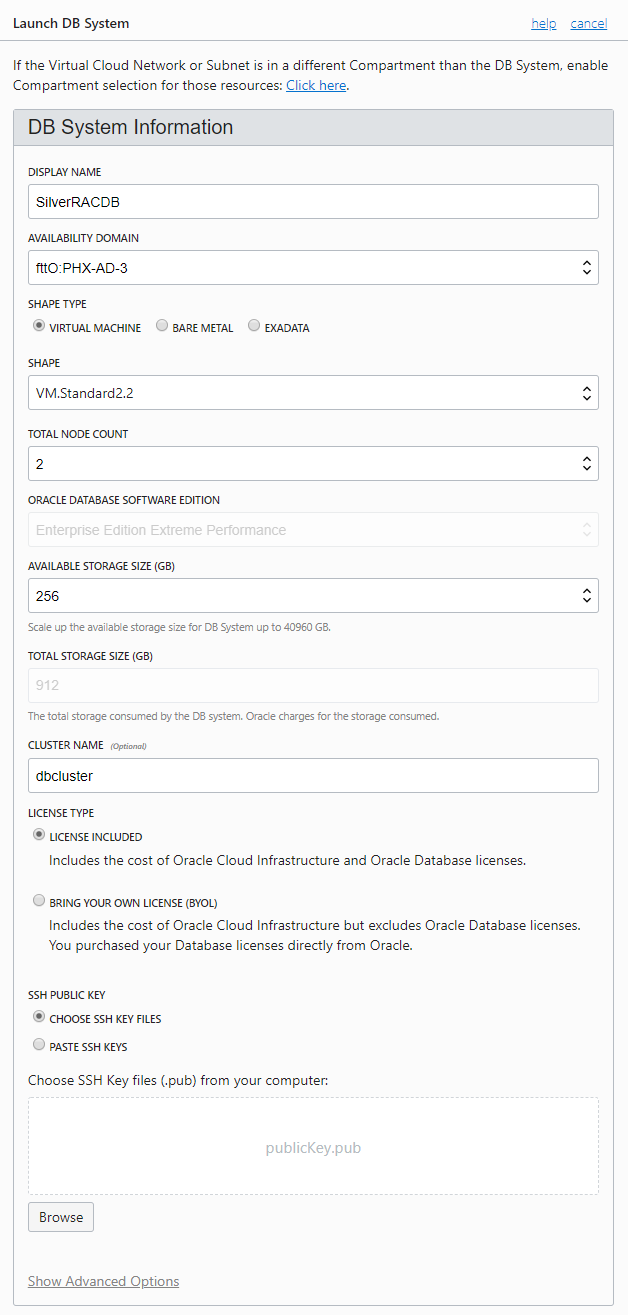 Launch DB System help cancel
If the Virtual Cloud Network or Subnet is in a different Compartment than the DB System, enable
Compartment selection for those resources: Click here.
DB System Information
DISPLAY NAME
SilverRACDB
AVAILABILITY DOMAIN
fttO:PHX-AD-3
SHAPE TYPE
VIRTUAL MACHINE BARE METAL EXADATA
SHAPE
VM.Standard2.2
TOTAL NODE COUNT
2
ORACLE DATABASE SOFTWARE EDITION
Enterprise Edition Extreme Performance
AVAILABLE STORAGE SIZE (GB)
256
Scale up the available storage size for DB System up to 40960 GB.
TOTAL STORAGE SIZE (GB)
912
The total storage consumed by the DB system. Oracle charges for the storage consumed.
CLUSTER NAME (Optional)
dbcluster
LICENSE TYPE
LICENSE INCLUDED
Includes the cost of Oracle Cloud Infrastructure and Oracle Database licenses.
BRING YOUR OWN LICENSE (BYOL)
Includes the cost of Oracle Cloud Infrastructure but excludes Oracle Database licenses.
You purchased your Database licenses directly from Oracle.
SSH PUBLIC KEY
CHOOSE SSH KEY FILES
PASTE SSH KEYS
Choose SSH Key files (.pub) from your computer:
publicKey.pub
Browse
Show Advanced Options